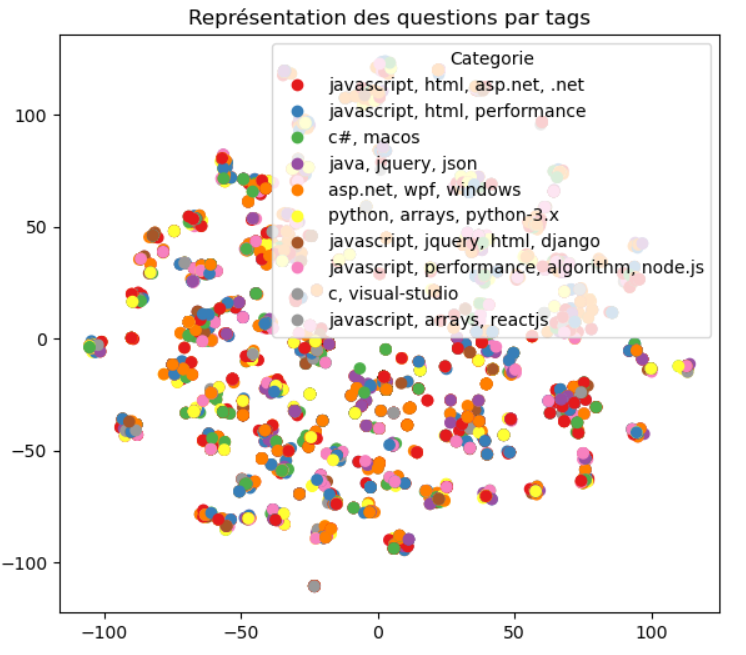 Représentation des questions par tags
Categorie
javascript, html, asp.net, .net
javascript, html, performance
c#, macos
java, jquery, json
asp.net, wpf, windows
python, arrays, python-3.x
javascript, jquery, html, django
javascript, performance, algorithm, node.js
c, visual-studio
javascript, arrays, reactjs
100
50
0
−50
−100
−100 −50 0 50 100